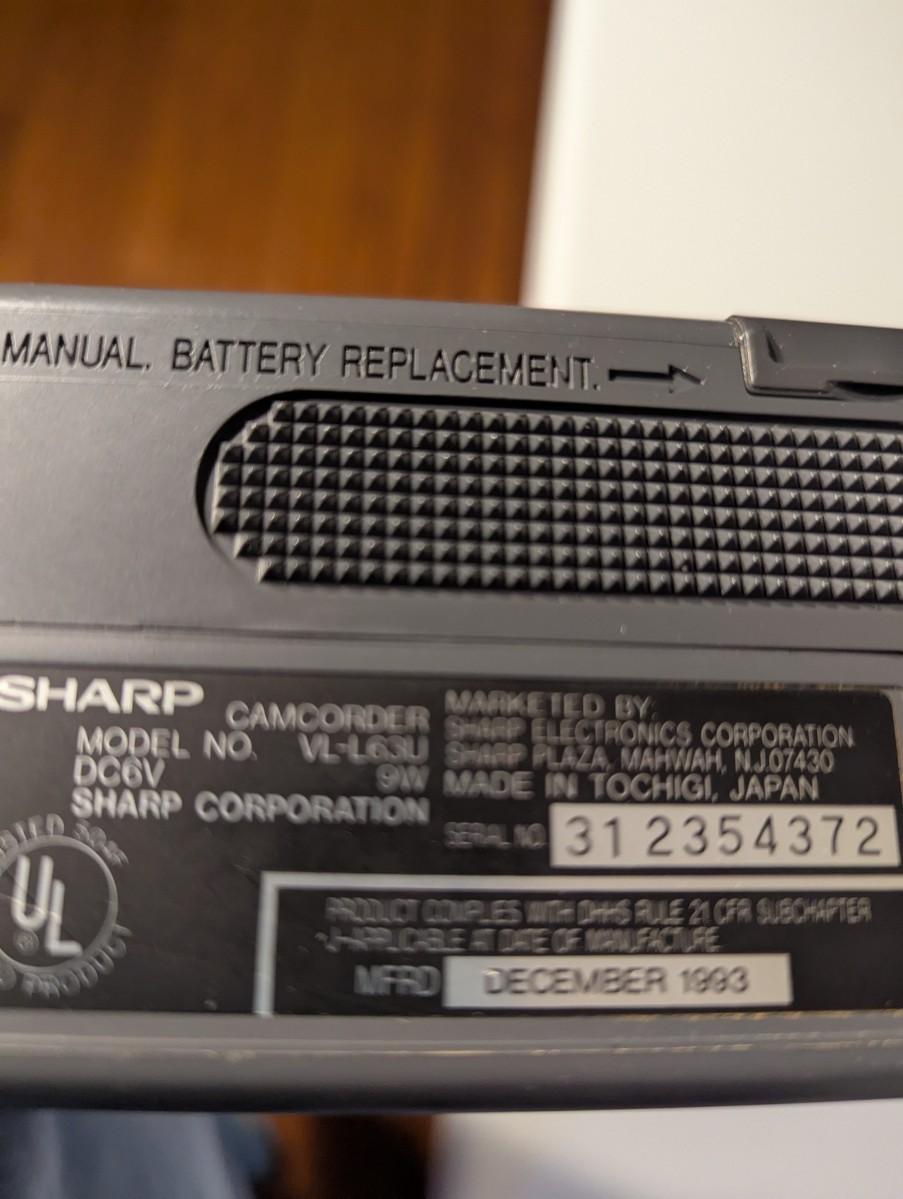 MANUAL. BATTERY REPLACEMENT.
SHARP
CAMCORDER
MODEL NO. VL-L63U
DC6V 9W
SHARP CORPORATION
MARKETED BY:
SHARP ELECTRONICS CORPORATION
SHARP PLAZA, MAHWAH, N.J.07430
MADE IN TOCHIGI, JAPAN
SERIAL NO. 312354372
UL
PRODUCT
PRODUCT COMPLIES WITH DHHS RULE 21 CFR SUBCHAPTER
J-APPLICABLE AT DATE OF MANUFACTURE
MFRD DECEMBER 1993